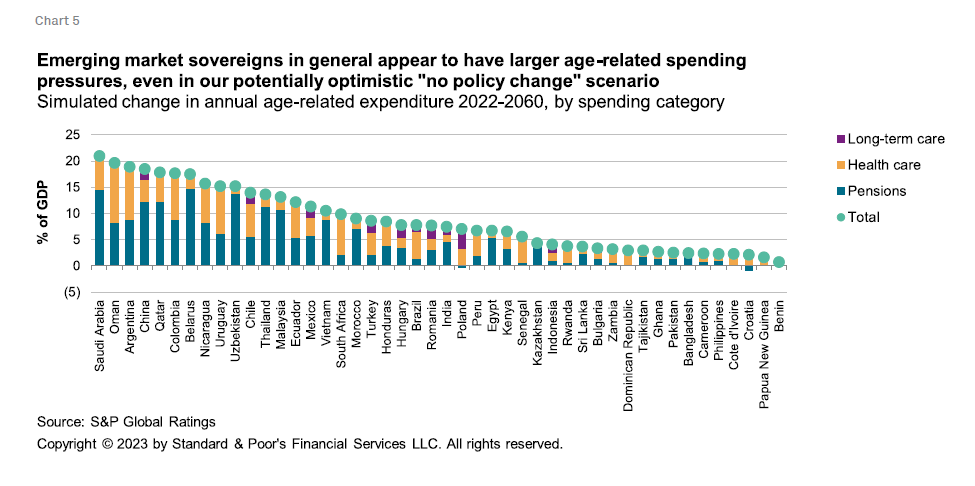 Chart 5
Emerging market sovereigns in general appear to have larger age-related spending
pressures, even in our potentially optimistic "no policy change" scenario
Simulated change in annual age-related expenditure 2022-2060, by spending category
% of GDP
25
20
15
10
5
0
(5)
Long-term care
Health care
Pensions
Total
Saudi Arabia
Oman
Argentina
China
Qatar
Colombia
Belarus
Nicaragua
Uruguay
Uzbekistan
Chile
Thailand
Malaysia
Ecuador
Mexico
Vietnam
South Africa
Morocco
Turkey
Honduras
Hungary
Brazil
Romania
India
Poland
Peru
Egypt
Kenya
Senegal
Kazakhstan
Indonesia
Rwanda
Sri Lanka
Bulgaria
Zambia
Dominican Republic
Tajikistan
Ghana
Pakistan
Bangladesh
Cameroon
Philippines
Cote d'Ivoire
Croatia
Papua New Guinea
Benin
Source: S&P Global Ratings
Copyright © 2023 by Standard & Poor's Financial Services LLC. All rights reserved.